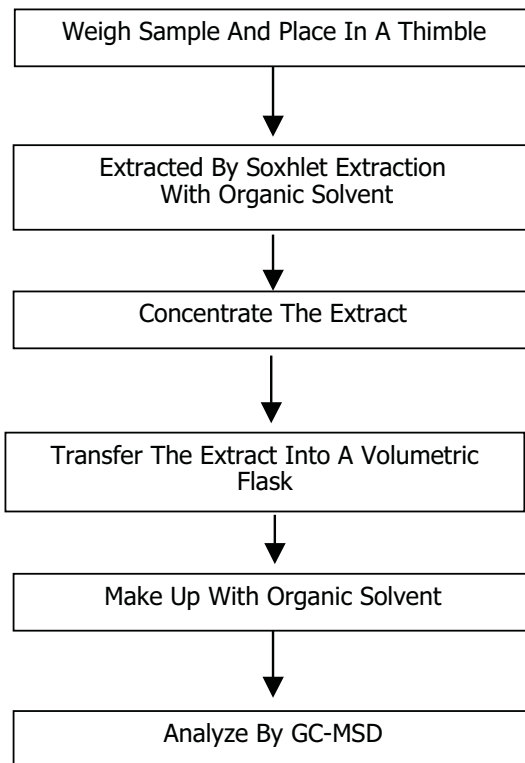 Weigh Sample And Place In A Thimble
Extracted By Soxhlet Extraction
With Organic Solvent
Concentrate The Extract
Transfer The Extract Into A Volumetric
Flask
Make Up With Organic Solvent
Analyze By GC-MSD